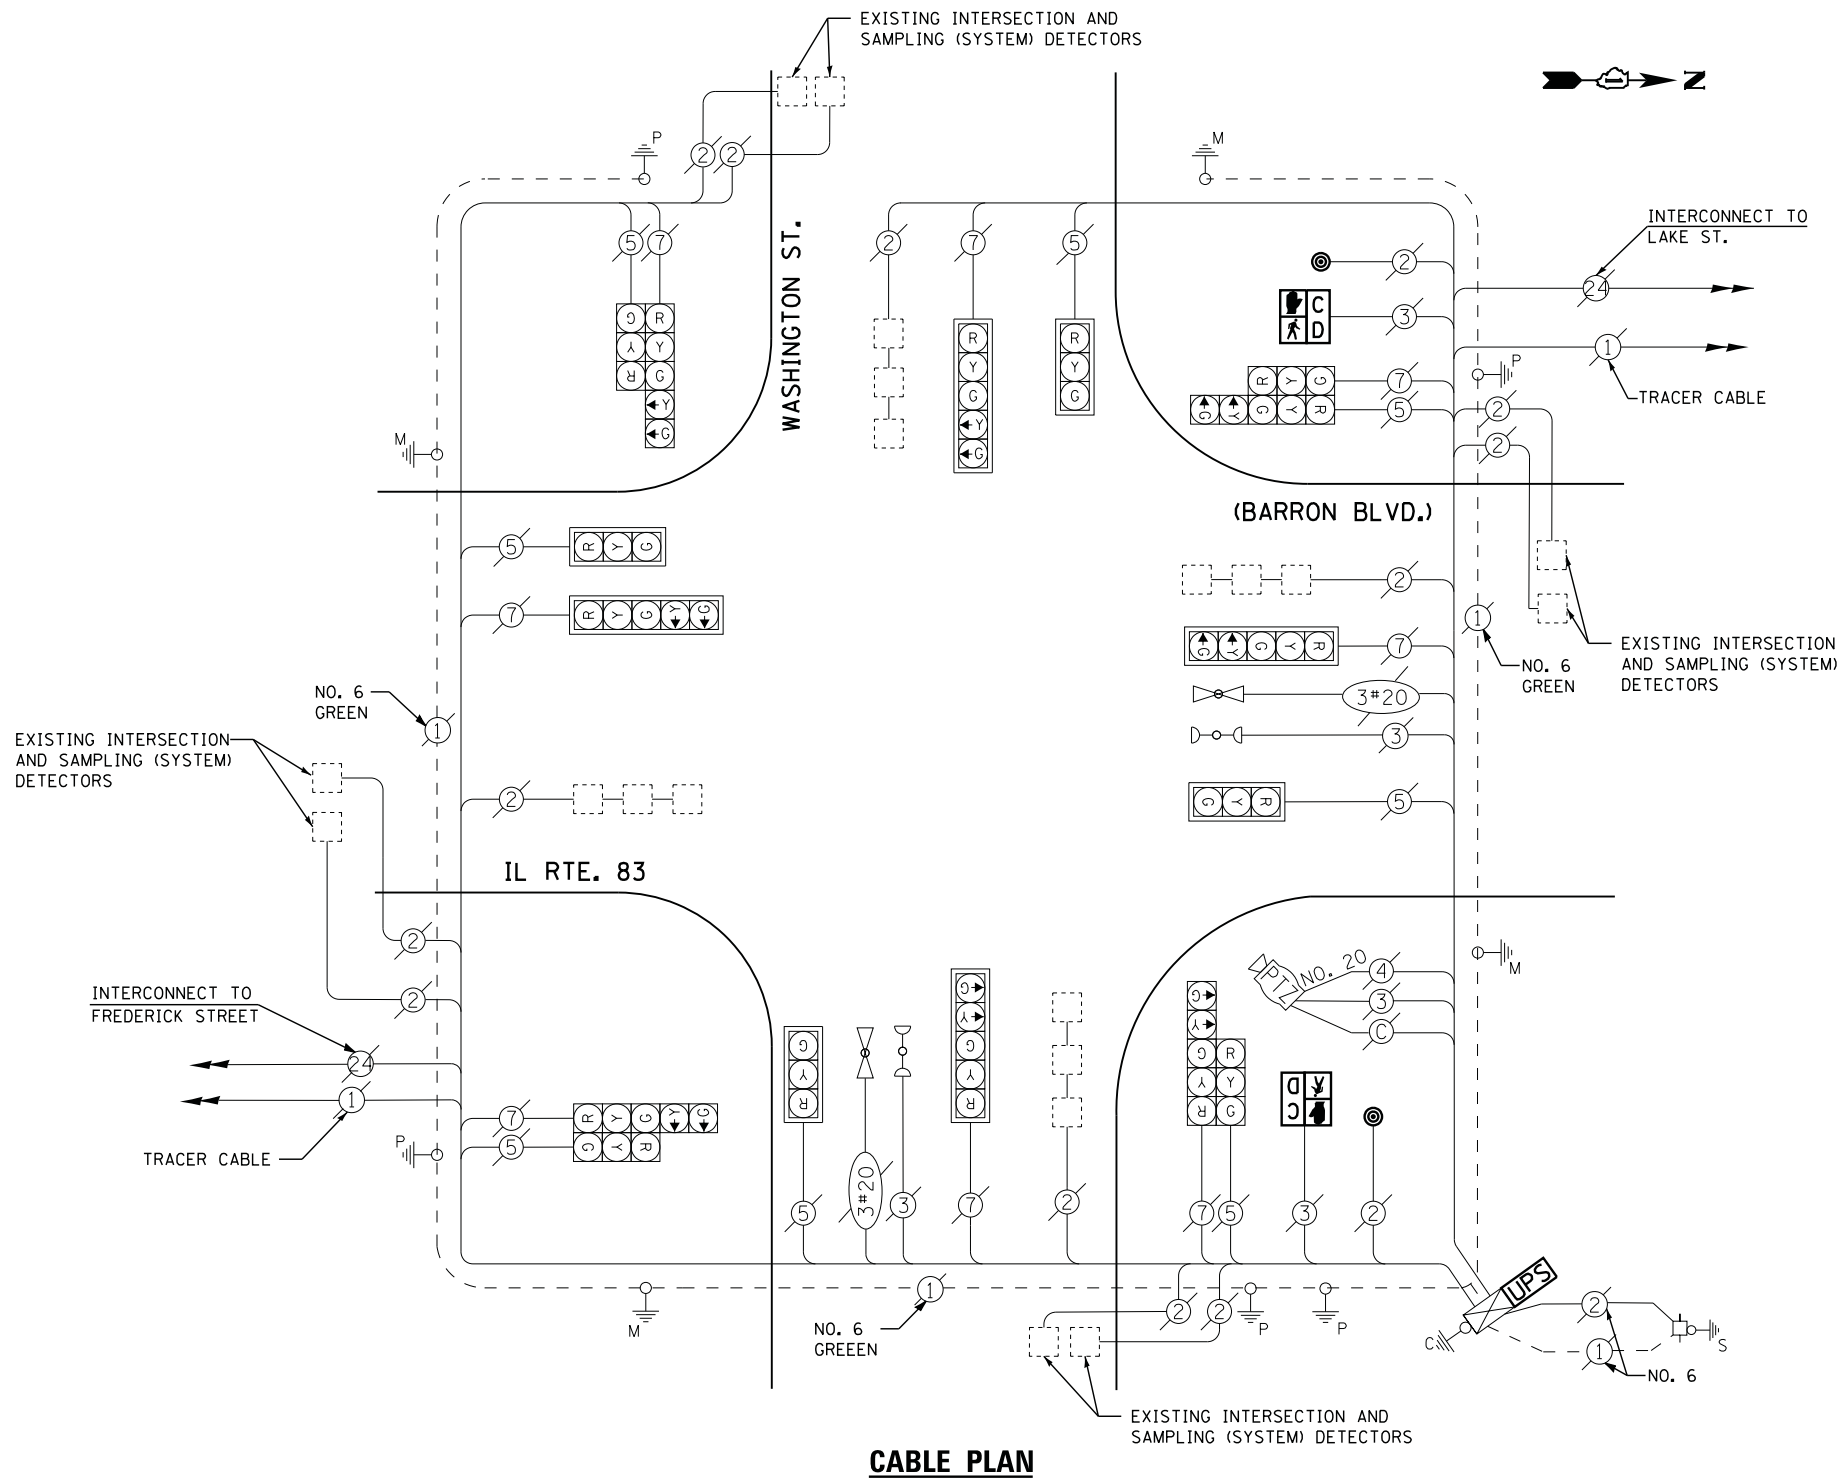 EXISTING INTERSECTION AND
SAMPLING (SYSTEM) DETECTORS
N
P
M
2 2
INTERCONNECT TO
LAKE ST.
5 7
2 7 5
WASHINGTON ST.
2
24
C
D
3
1
P
TRACER CABLE
G R
Y Y
R G
Y
G
R
Y
G
Y
G
R
Y
G
R Y G
7
G Y G Y R
5
2
2
M
(BARRON BLVD.)
5
R Y G
7
R Y G Y G
2
G Y G Y R
7
1
NO. 6
GREEN
EXISTING INTERSECTION
AND SAMPLING (SYSTEM)
DETECTORS
NO. 6
GREEN
1
3#20
3
EXISTING INTERSECTION
AND SAMPLING (SYSTEM)
DETECTORS
2
G Y R
5
IL RTE. 83
2
2
M
PTZ
NO. 20
4
3
C
INTERCONNECT TO
FREDERICK STREET
24
1
TRACER CABLE
P
7
R Y G Y G
5
G Y R
G
Y
R
G
Y
G
Y
R
G
Y
G R
Y Y
R G
C
D
5
3#20
3
7
2
7 5
3
2
M
1
NO. 6
GREEEN
2 2
P
P
UPS
C
2
1
S
NO. 6
EXISTING INTERSECTION AND
SAMPLING (SYSTEM) DETECTORS
CABLE PLAN